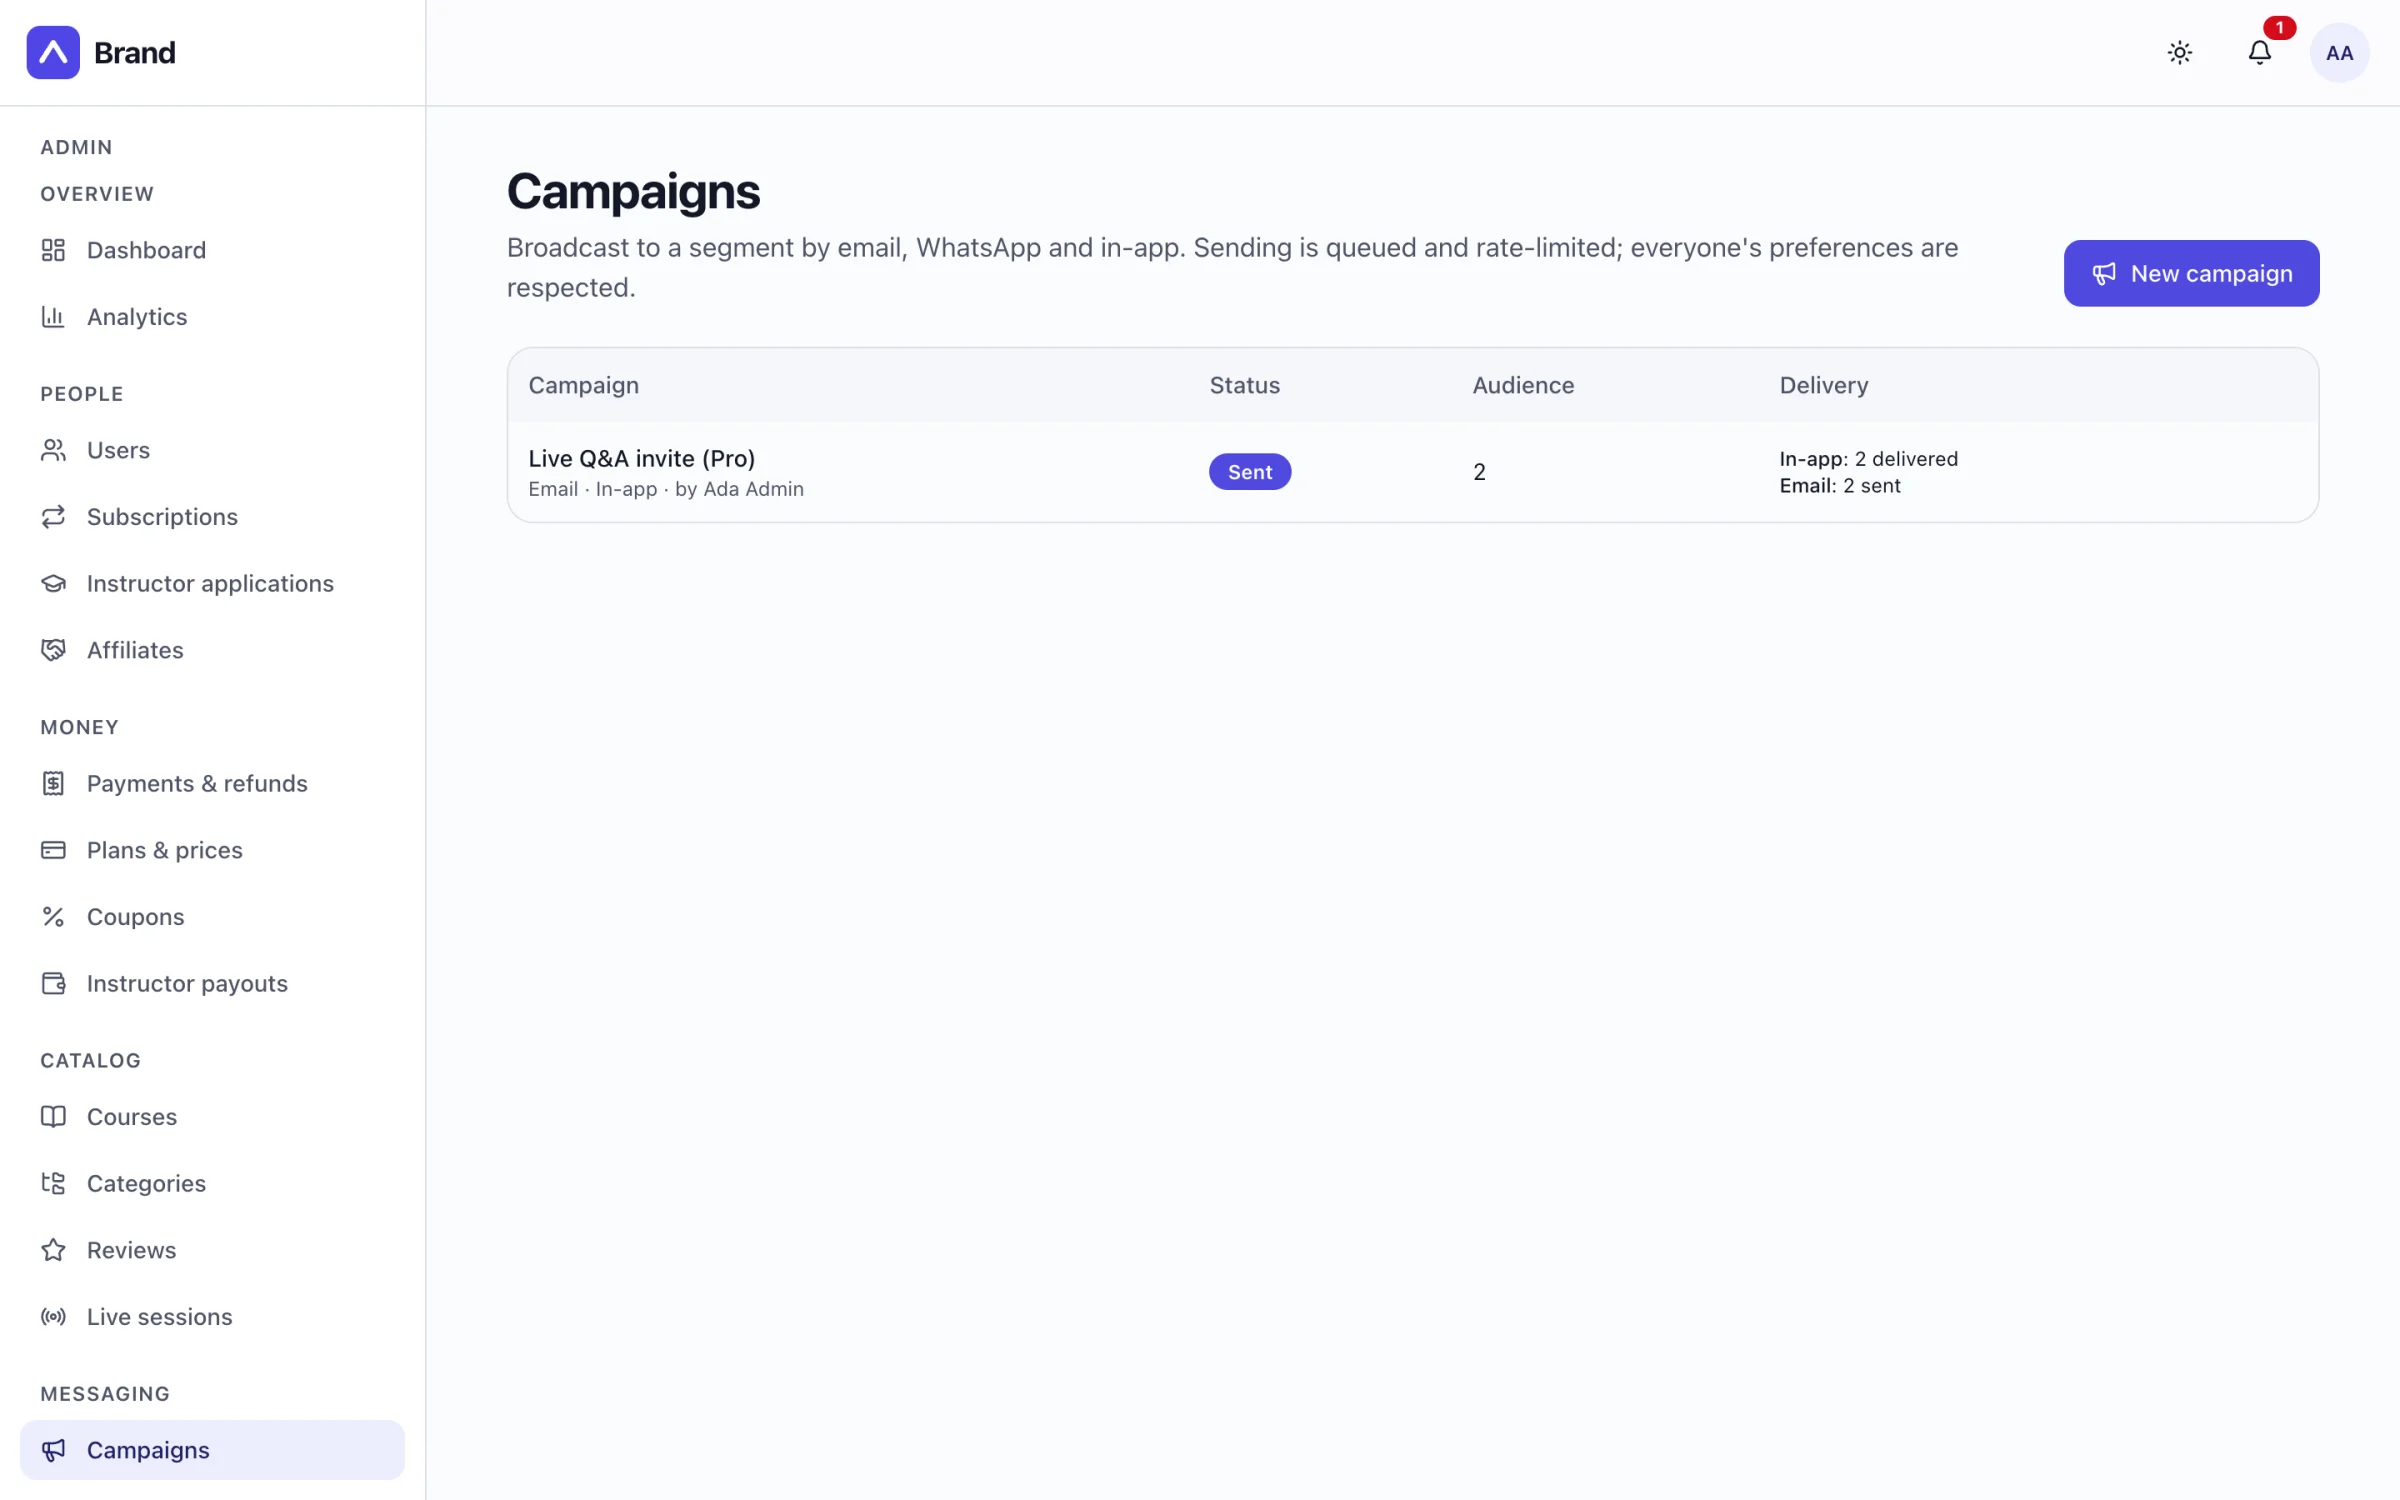 Brand
1
AA
ADMIN
OVERVIEW
Dashboard
Analytics
PEOPLE
Users
Subscriptions
Instructor applications
Affiliates
MONEY
Payments & refunds
Plans & prices
Coupons
Instructor payouts
CATALOG
Courses
Categories
Reviews
Live sessions
MESSAGING
Campaigns
Campaigns
Broadcast to a segment by email, WhatsApp and in-app. Sending is queued and rate-limited; everyone's preferences are
respected.
New campaign
Campaign Status Audience Delivery
Live Q&A invite (Pro)
Email · In-app · by Ada Admin
Sent
2
In-app: 2 delivered
Email: 2 sent